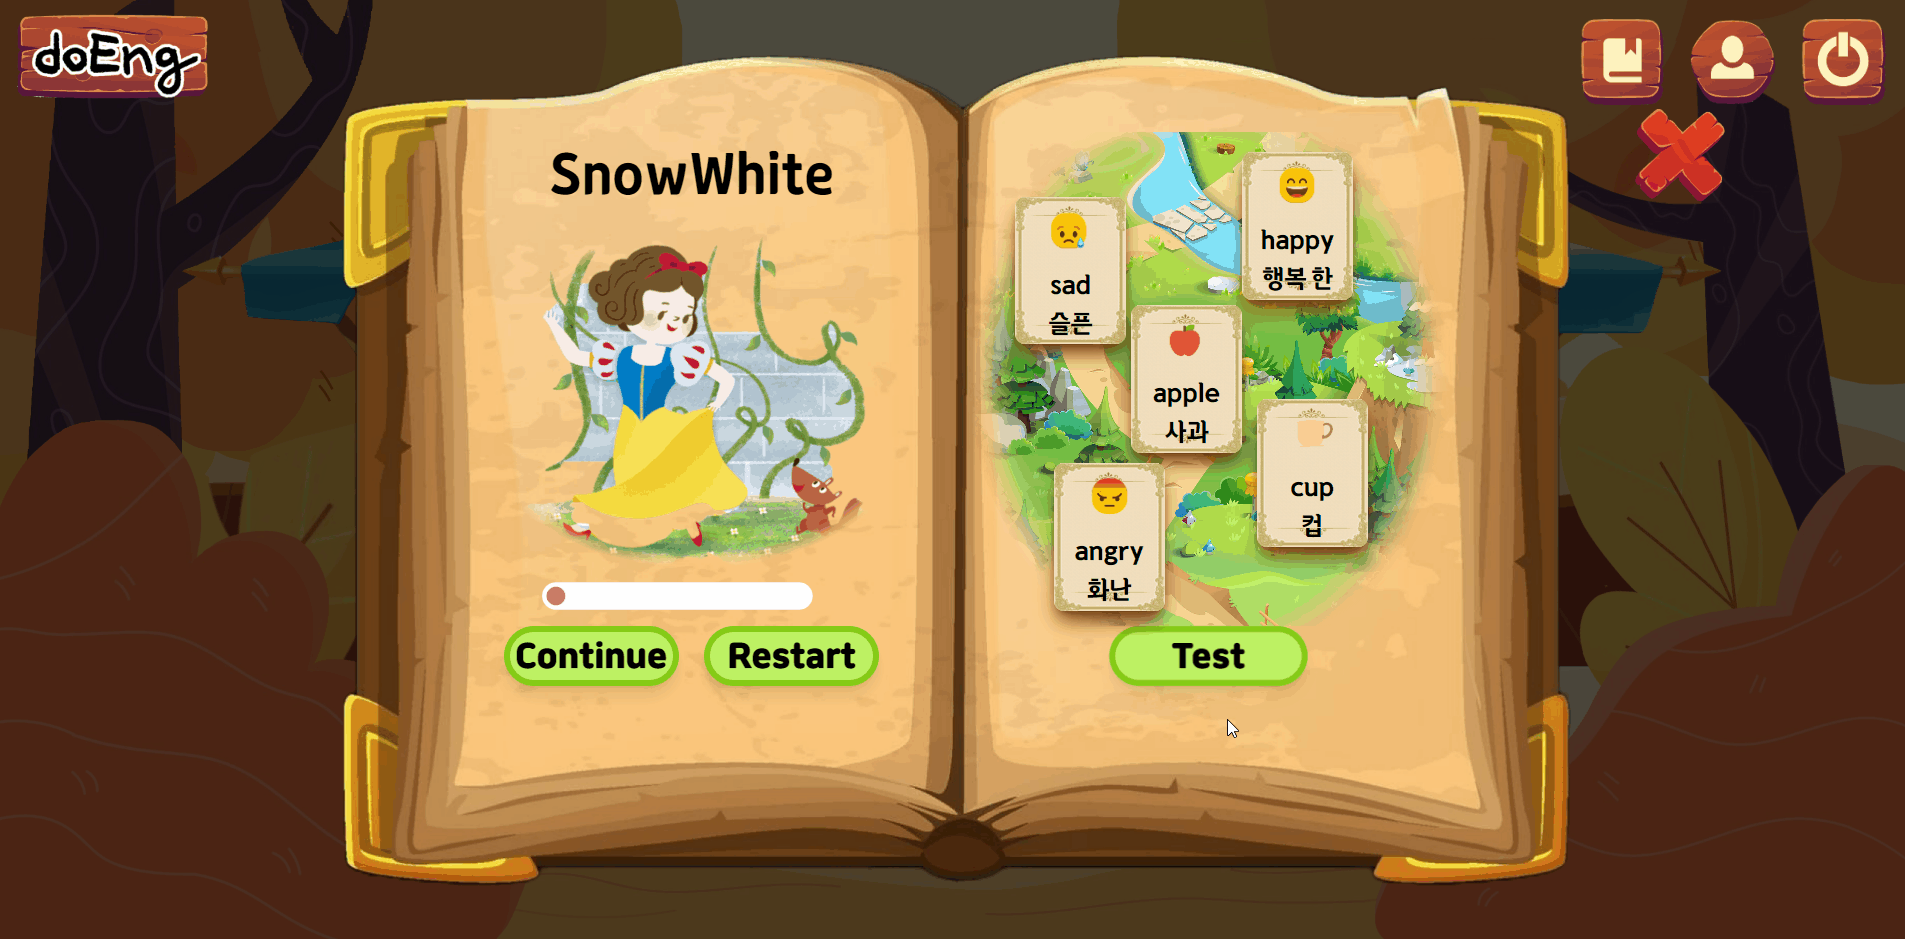 doEng
SnowWhite
Continue
Restart
sad
슬픈
happy
행복한
apple
사과
cup
컵
angry
화난
Test